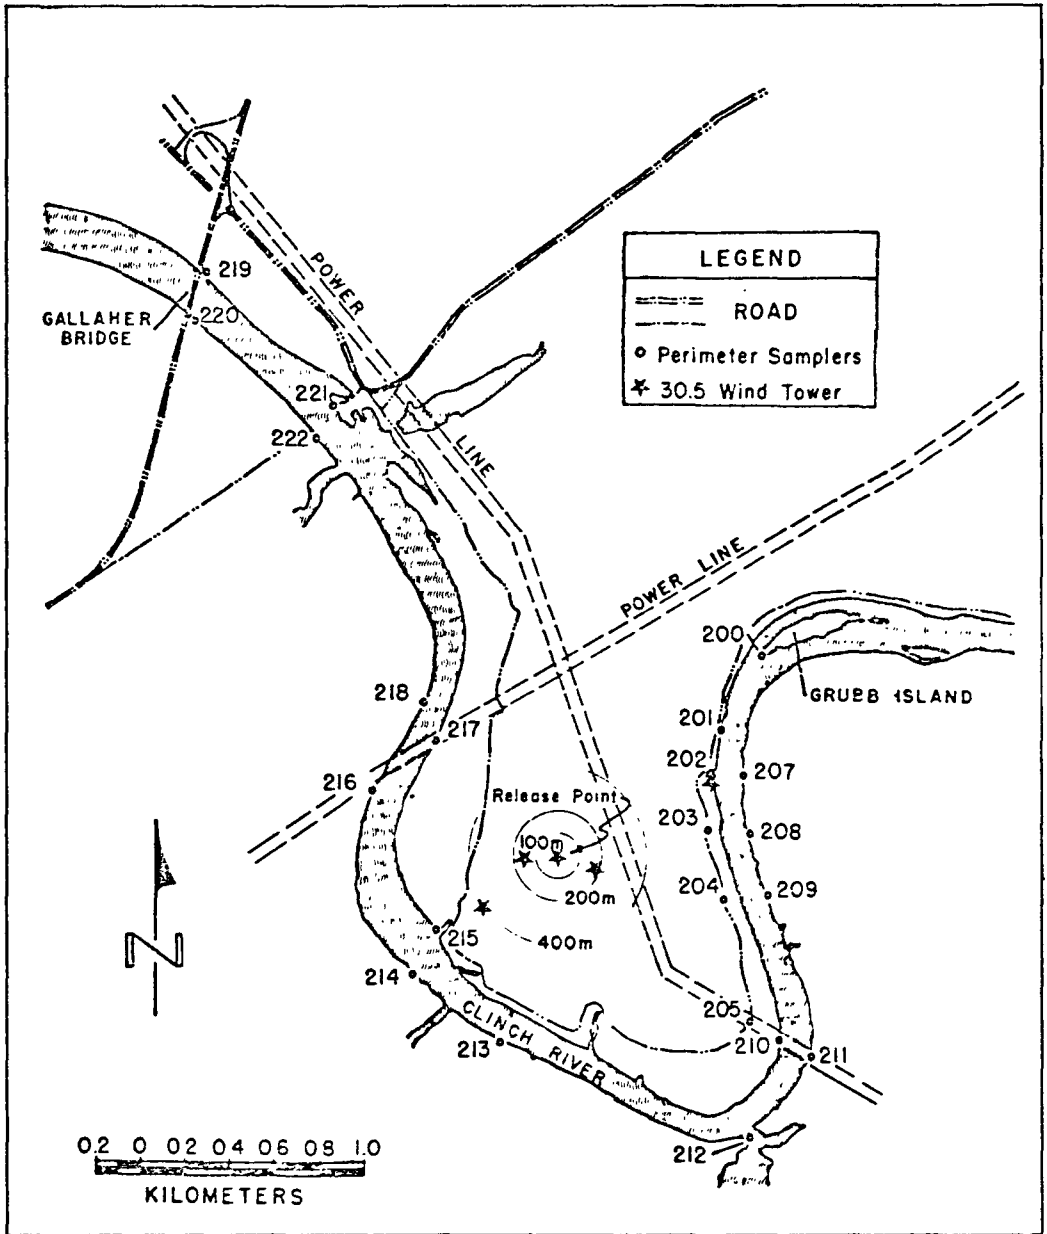 POWER
LEGEND
219
ROAD
GALLAHER
BRIDGE
220
Perimeter Samplers
30.5 Wind Tower
221
222
LINE
POWER LINE
200
GRUBB ISLAND
218
201
217
202
207
216
Release Point
203
208
100m
204
209
200m
215
400m
214
205
CLINCH RIVER
210
211
213
212
0.2 0 0 2 0 4 0 6 0 8 1.0
KILOMETERS
N